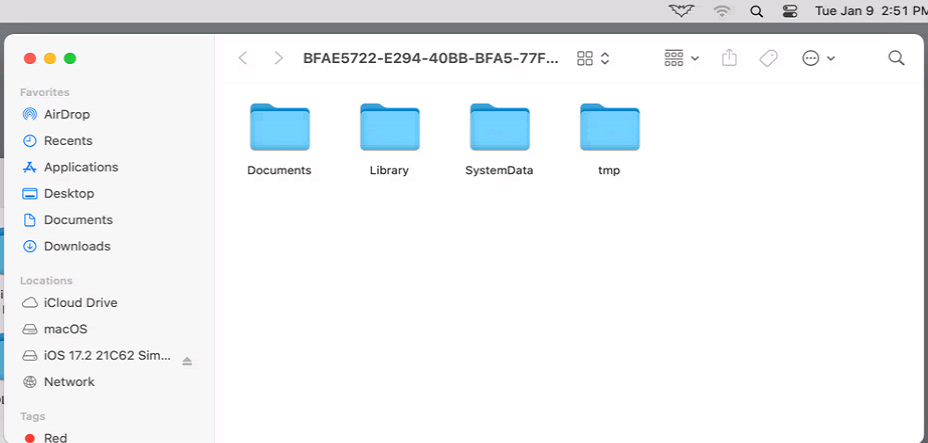 Tue Jan 9 2:51 PM
BFAE5722-E294-40BB-BFA5-77F...
Favorites
AirDrop
Recents
Applications
Desktop
Documents
Downloads
Locations
iCloud Drive
macOS
iOS 17.2 21C62 Sim...
Network
Tags
Red
Documents
Library
SystemData
tmp